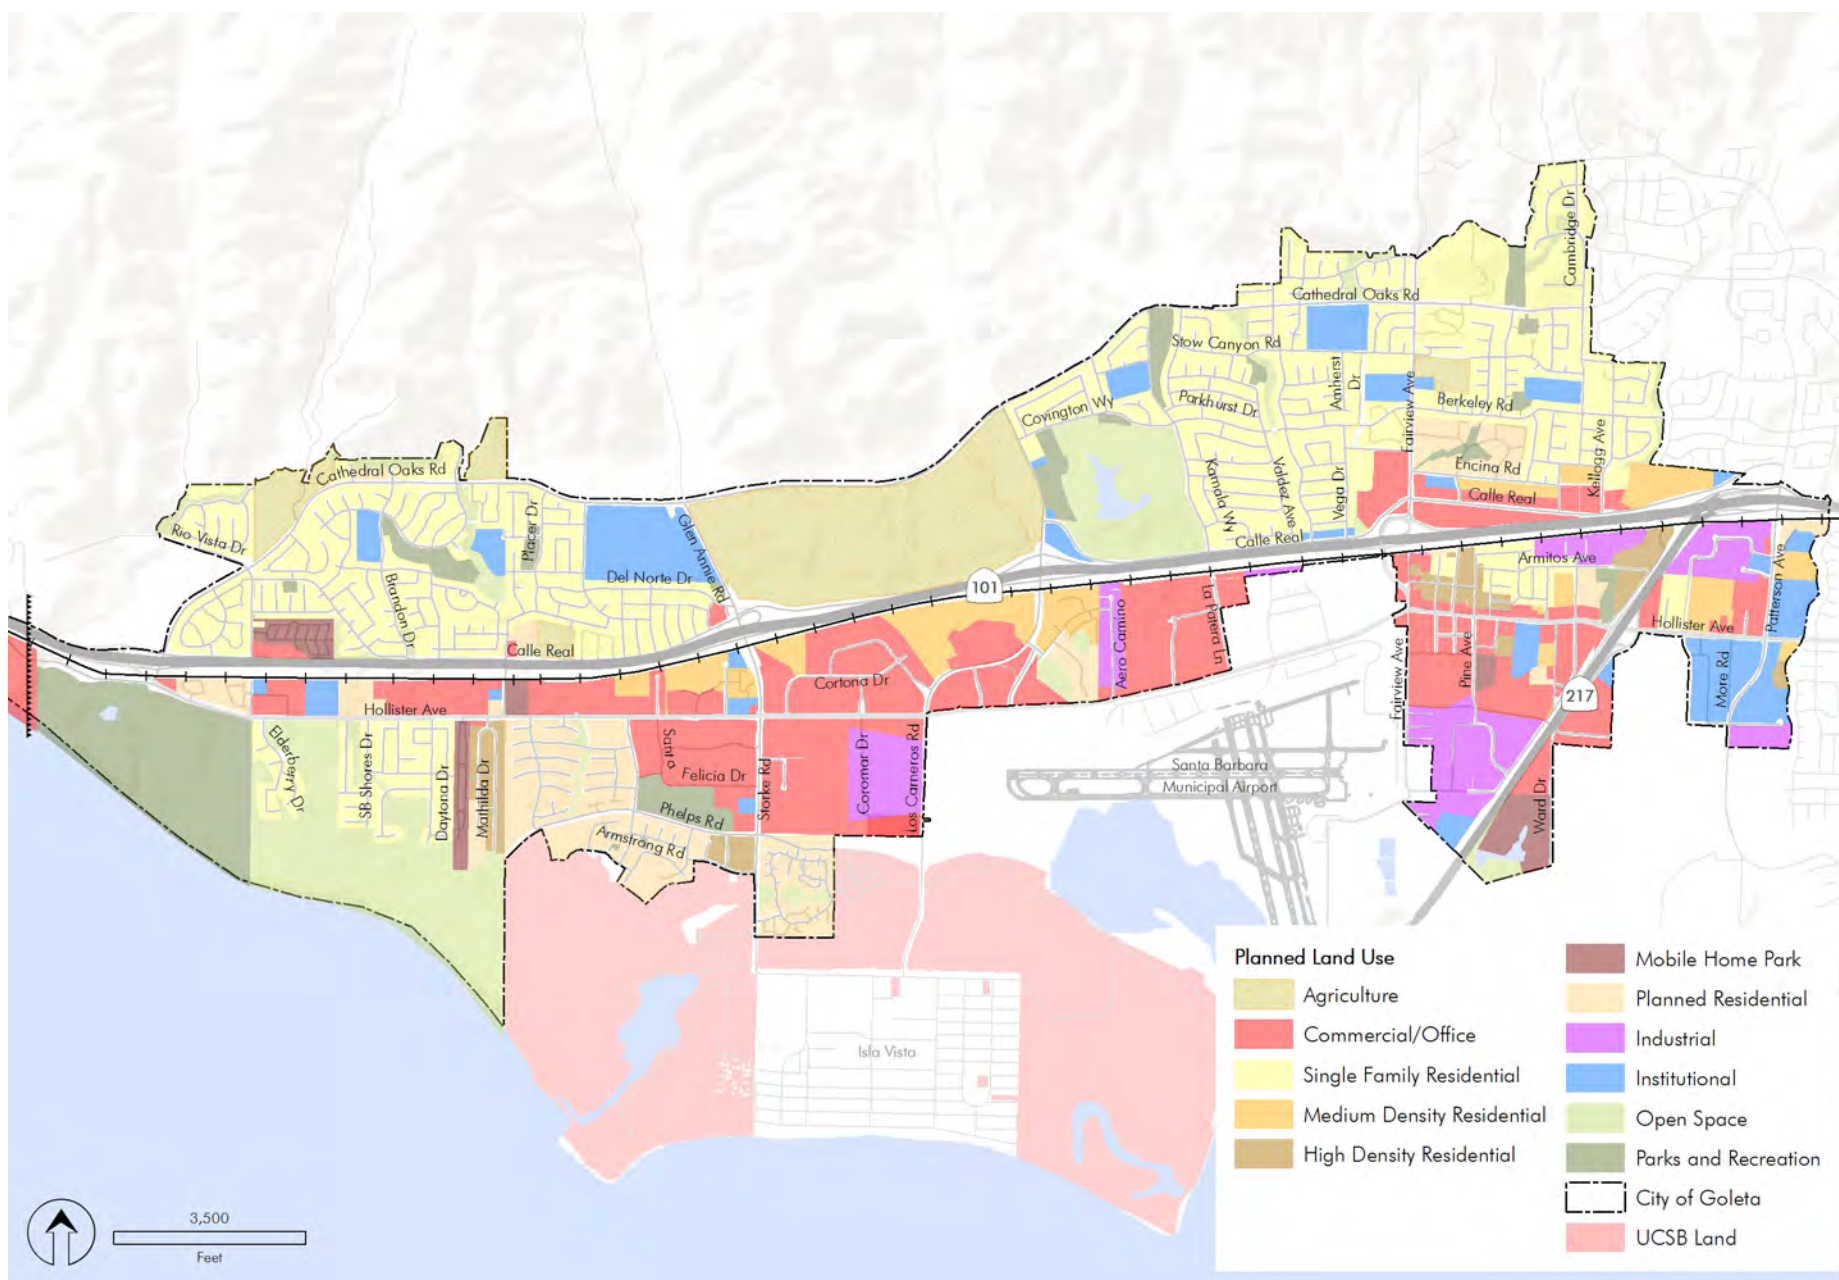 Cambridge Dr
Cathedral Oaks Rd
Stow Canyon Rd
Amherst
Dr
Fairview Ave
Covington Wy
Parkhurst Dr
Berkeley Rd
Kellogg Ave
Encina Rd
Calle Real
Kamala Wy
Valdez Ave
Vega Dr
Calle Real
Cathedral Oaks Rd
Rio Vista Dr
Placer Dr
Glen Annie Rd
Del Norte Dr
Brandon Dr
Calle Real
101
Armitos Ave
Patterson Ave
Hollister Ave
Aero Camino
La Patera Ln
Cortona Dr
Hollister Ave
Fairview Ave
Pine Ave
217
More Rd
Elderberry Dr
SB Shores Dr
Daytona Dr
Mathilda Dr
Santa
Felicia Dr
Storke Rd
Coromar Dr
Los Carneros Rd
Phelps Rd
Armstrong Rd
Santa Barbara
Municipal Airport
Ward Dr
Isla Vista
Planned Land Use
Agriculture
Commercial/Office
Single Family Residential
Medium Density Residential
High Density Residential
Mobile Home Park
Planned Residential
Industrial
Institutional
Open Space
Parks and Recreation
City of Goleta
UCSB Land
3,500
Feet